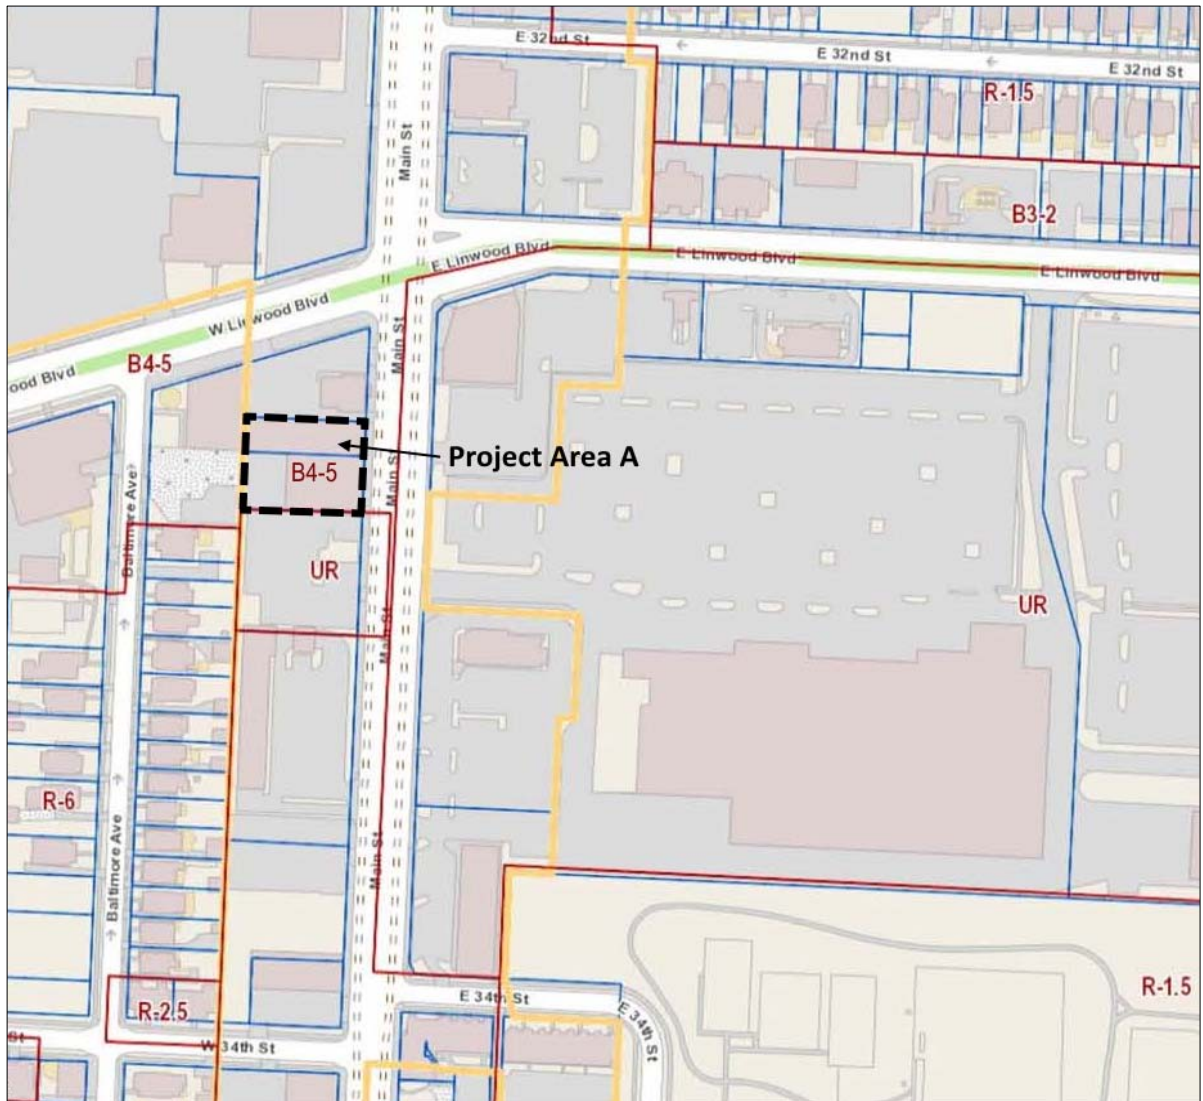 E 32nd St
E 32nd St
E 32nd St
R-1.5
Main St
B3-2
E Linwood Blvd
E Linwood Blvd
E Linwood Blvd
W Linwood Blvd
Main St
B4-5
ood Blvd
Project Area A
B4-5
Main St
Baltimore Ave
UR
UR
Main St
R-6
Main St
Baltimore Ave
R-1.5
E 34th St
R-2.5
E 34th St
St
W 34th St